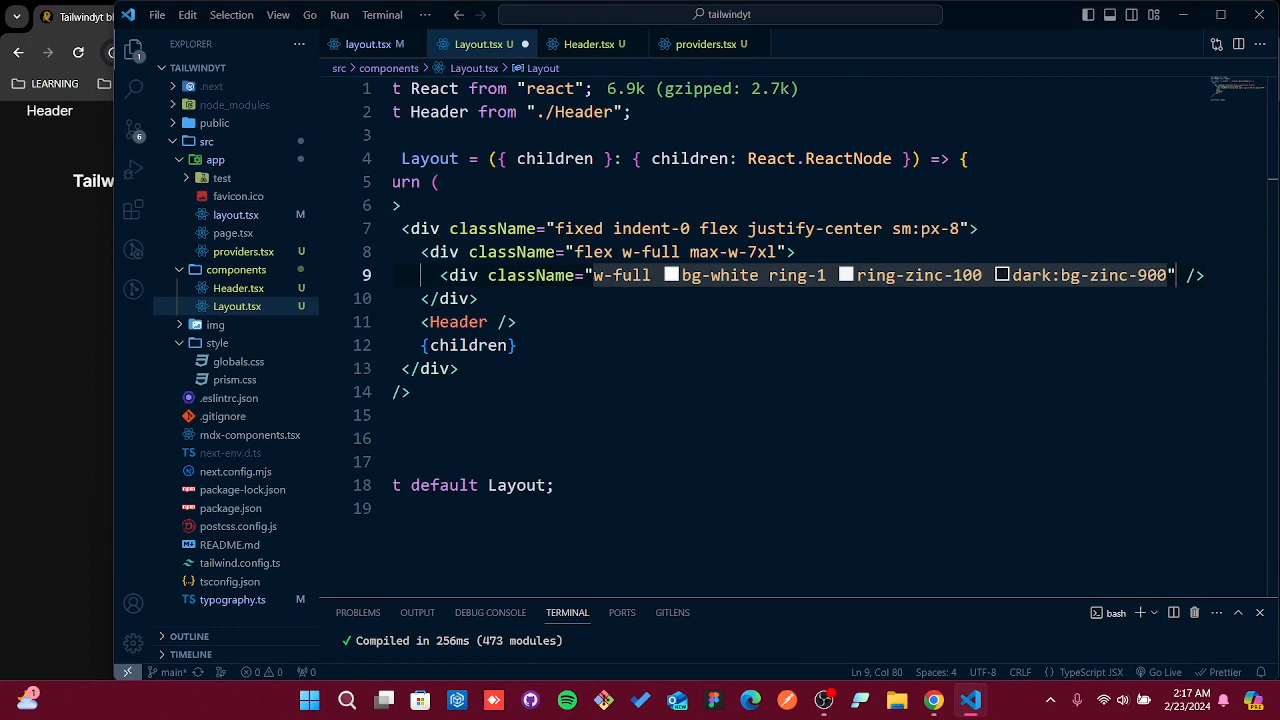 Tailwindyt bl
File Edit Selection View Go Run Terminal ... tailwindyt
EXPLORER
layout.tsx M Layout.tsx U Header.tsx U providers.tsx U
TAILWINDYT
src > components > Layout.tsx > Layout
LEARNING
Header
Tailw
.next
node_modules
public
src
app
test
favicon.ico
layout.tsx M
page.tsx
providers.tsx U
components
Header.tsx U
Layout.tsx U
img
style
globals.css
prism.css
.eslintrc.json
.gitignore
mdx-components.tsx
next-env.d.ts
next.config.mjs
package-lock.json
package.json
postcss.config.js
README.md
tailwind.config.ts
tsconfig.json
typography.ts M
OUTLINE
TIMELINE
1 t React from "react"; 6.9k (gzipped: 2.7k)
2 t Header from "./Header";
3
4 Layout = ({ children }: { children: React.ReactNode }) => {
5 urn (
6 >
7 <div className="fixed indent-0 flex justify-center sm:px-8">
8 <div className="flex w-full max-w-7xl">
9 <div className="w-full bg-white ring-1 ring-zinc-100 dark:bg-zinc-900" />
10 </div>
11 <Header />
12 {children}
13 </div>
14 />
15
16
17
18 t default Layout;
19
PROBLEMS OUTPUT DEBUG CONSOLE TERMINAL PORTS GITLENS
bash
✓ Compiled in 256ms (473 modules)
main* 0 0 0 Ln 9, Col 80 Spaces: 4 UTF-8 CRLF TypeScript JSX Go Live Prettier
1
6
1
NEW
PRE
2:17 AM
2/23/2024